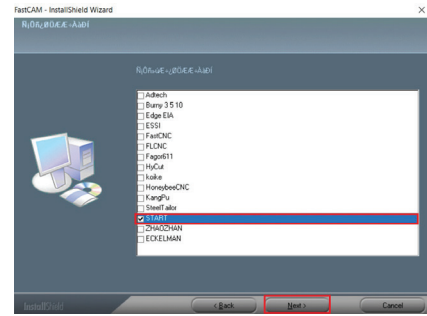 FastCAM - InstallShield Wizard
Adtech
Burny 3 5 10
Edge EIA
ESSI
FastCNC
FLCNC
Fagor611
HyCut
koike
HoneybeeCNC
KangPu
SteelTailor
START
ZHAOZHAN
ECKELMAN
InstallShield
< Back
Next >
Cancel